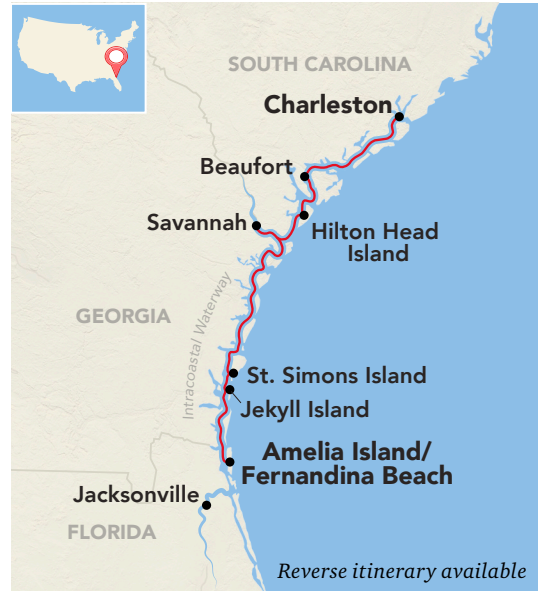 SOUTH CAROLINA
Charleston
Beaufort
Savannah
Hilton Head
Island
GEORGIA
Intracoastal Waterway
St. Simons Island
Jekyll Island
Amelia Island/
Fernandina Beach
Jacksonville
FLORIDA
Reverse itinerary available